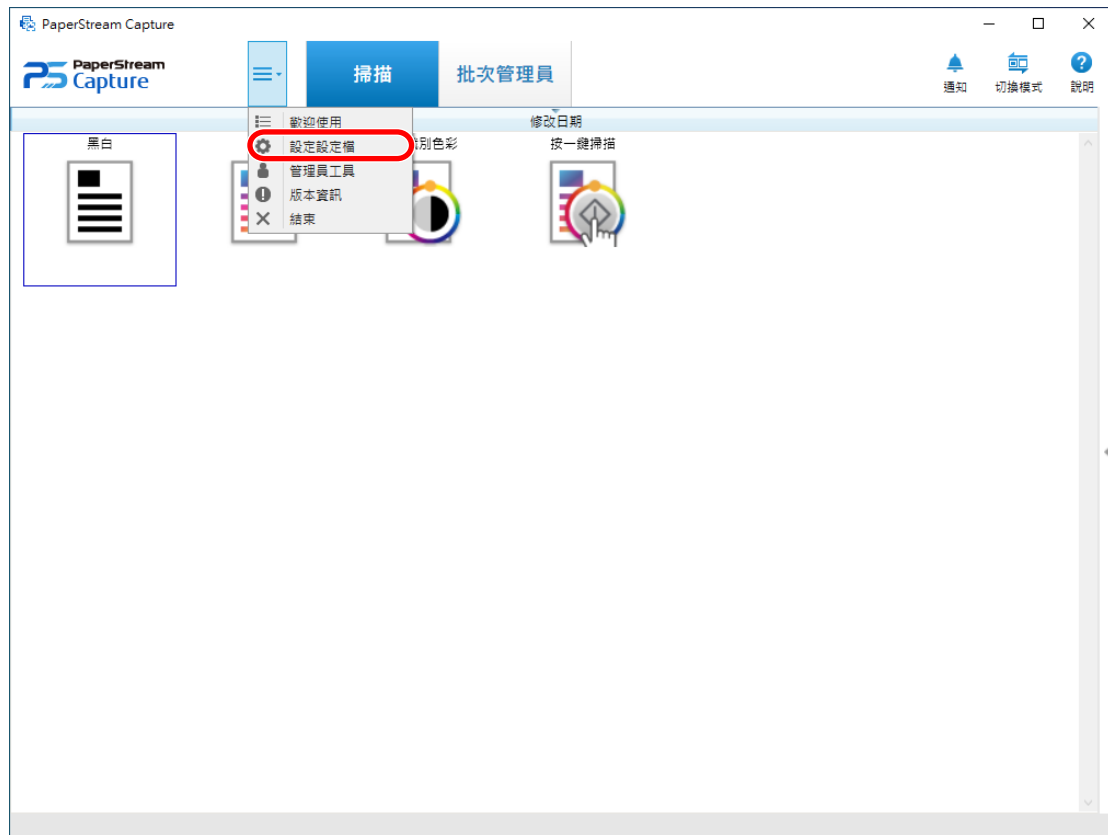 PaperStream Capture
PaperStream
Capture
掃描
批次管理員
通知
切換模式
說明
修改日期
歡迎使用
設定設定檔
管理員工具
版本資訊
結束
黑白
別色彩
按一鍵掃描